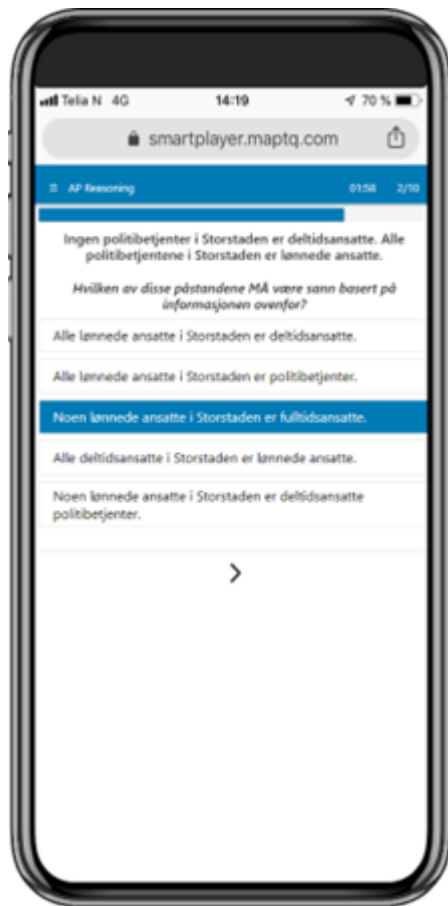 Telia N 4G 14:19 70 %
smartplayer.maptq.com
AP Reasoning 01:58 2/10
Ingen politibetjenter i Storstaden er deltidsansatte. Alle
politibetjentene i Storstaden er lønnede ansatte.
Hvilken av disse påstandene MÅ være sann basert på
informasjonen ovenfor?
Alle lønnede ansatte i Storstaden er deltidsansatte.
Alle lønnede ansatte i Storstaden er politibetjenter.
Noen lønnede ansatte i Storstaden er fulltidsansatte.
Alle deltidsansatte i Storstaden er lønnede ansatte.
Noen lønnede ansatte i Storstaden er deltidsansatte
politibetjenter.